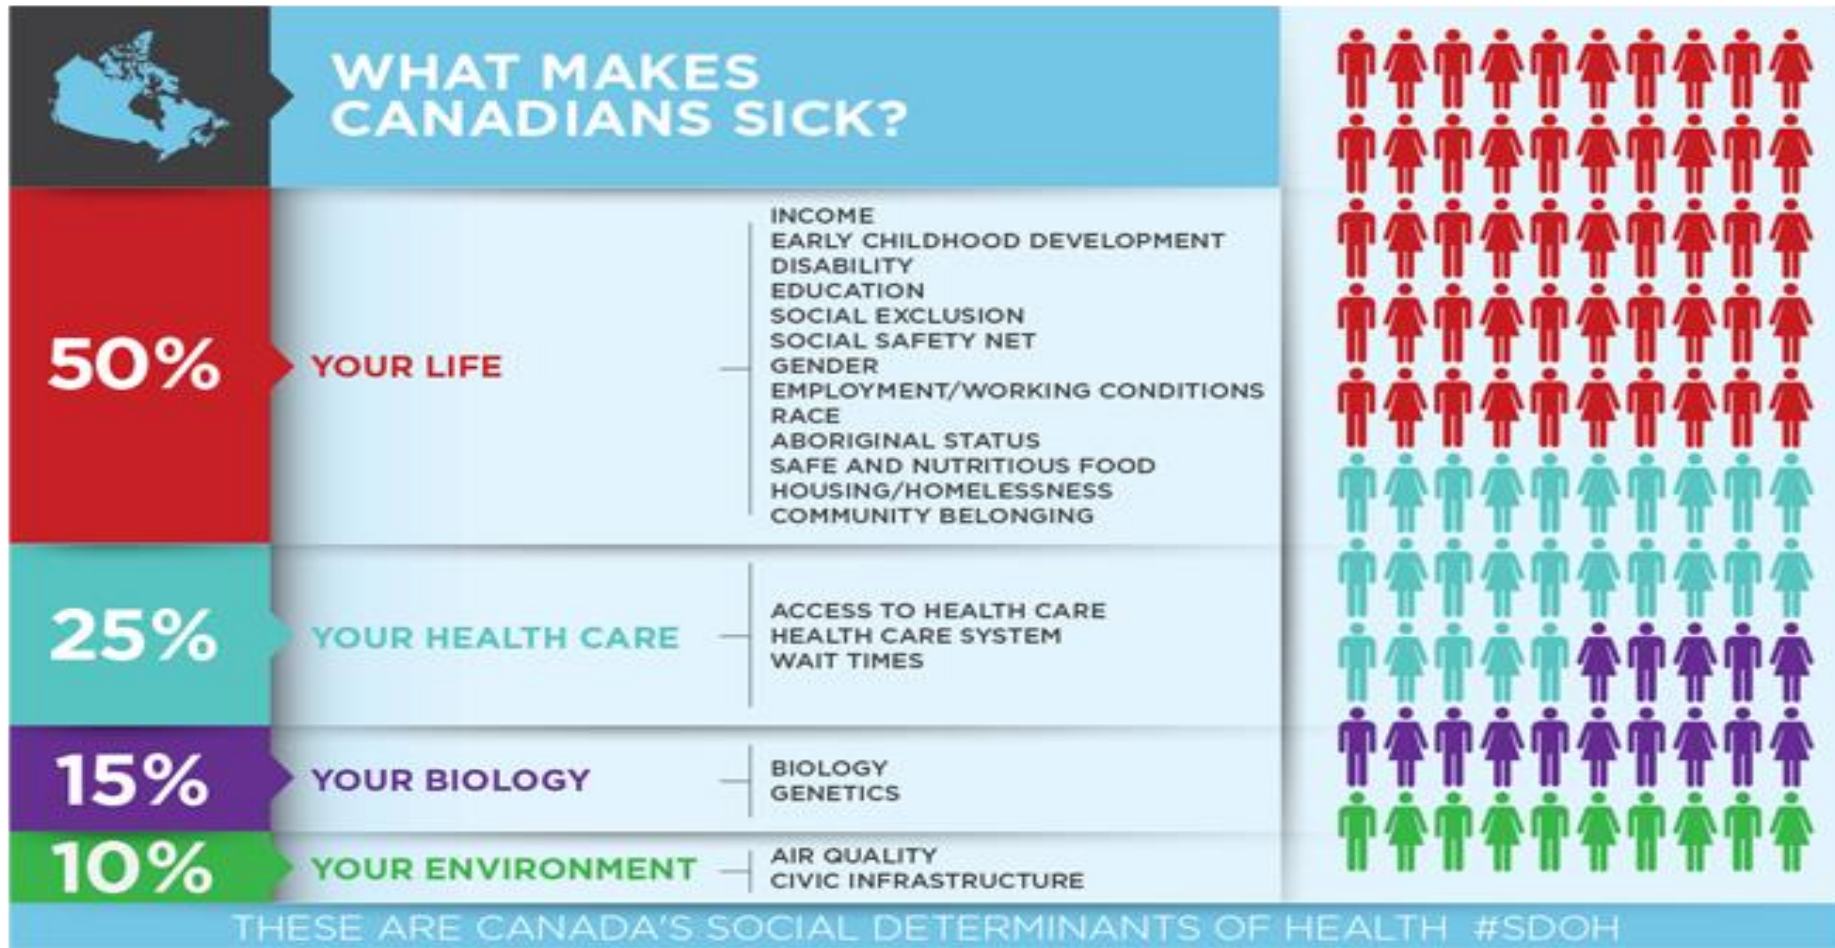 WHAT MAKES
CANADIANS SICK?
50%
YOUR LIFE
INCOME
EARLY CHILDHOOD DEVELOPMENT
DISABILITY
EDUCATION
SOCIAL EXCLUSION
SOCIAL SAFETY NET
GENDER
EMPLOYMENT/WORKING CONDITIONS
RACE
ABORIGINAL STATUS
SAFE AND NUTRITIOUS FOOD
HOUSING/HOMELESSNESS
COMMUNITY BELONGING
25%
YOUR HEALTH CARE
ACCESS TO HEALTH CARE
HEALTH CARE SYSTEM
WAIT TIMES
15%
YOUR BIOLOGY
BIOLOGY
GENETICS
10%
YOUR ENVIRONMENT
AIR QUALITY
CIVIC INFRASTRUCTURE
THESE ARE CANADA'S SOCIAL DETERMINANTS OF HEALTH #SDOH